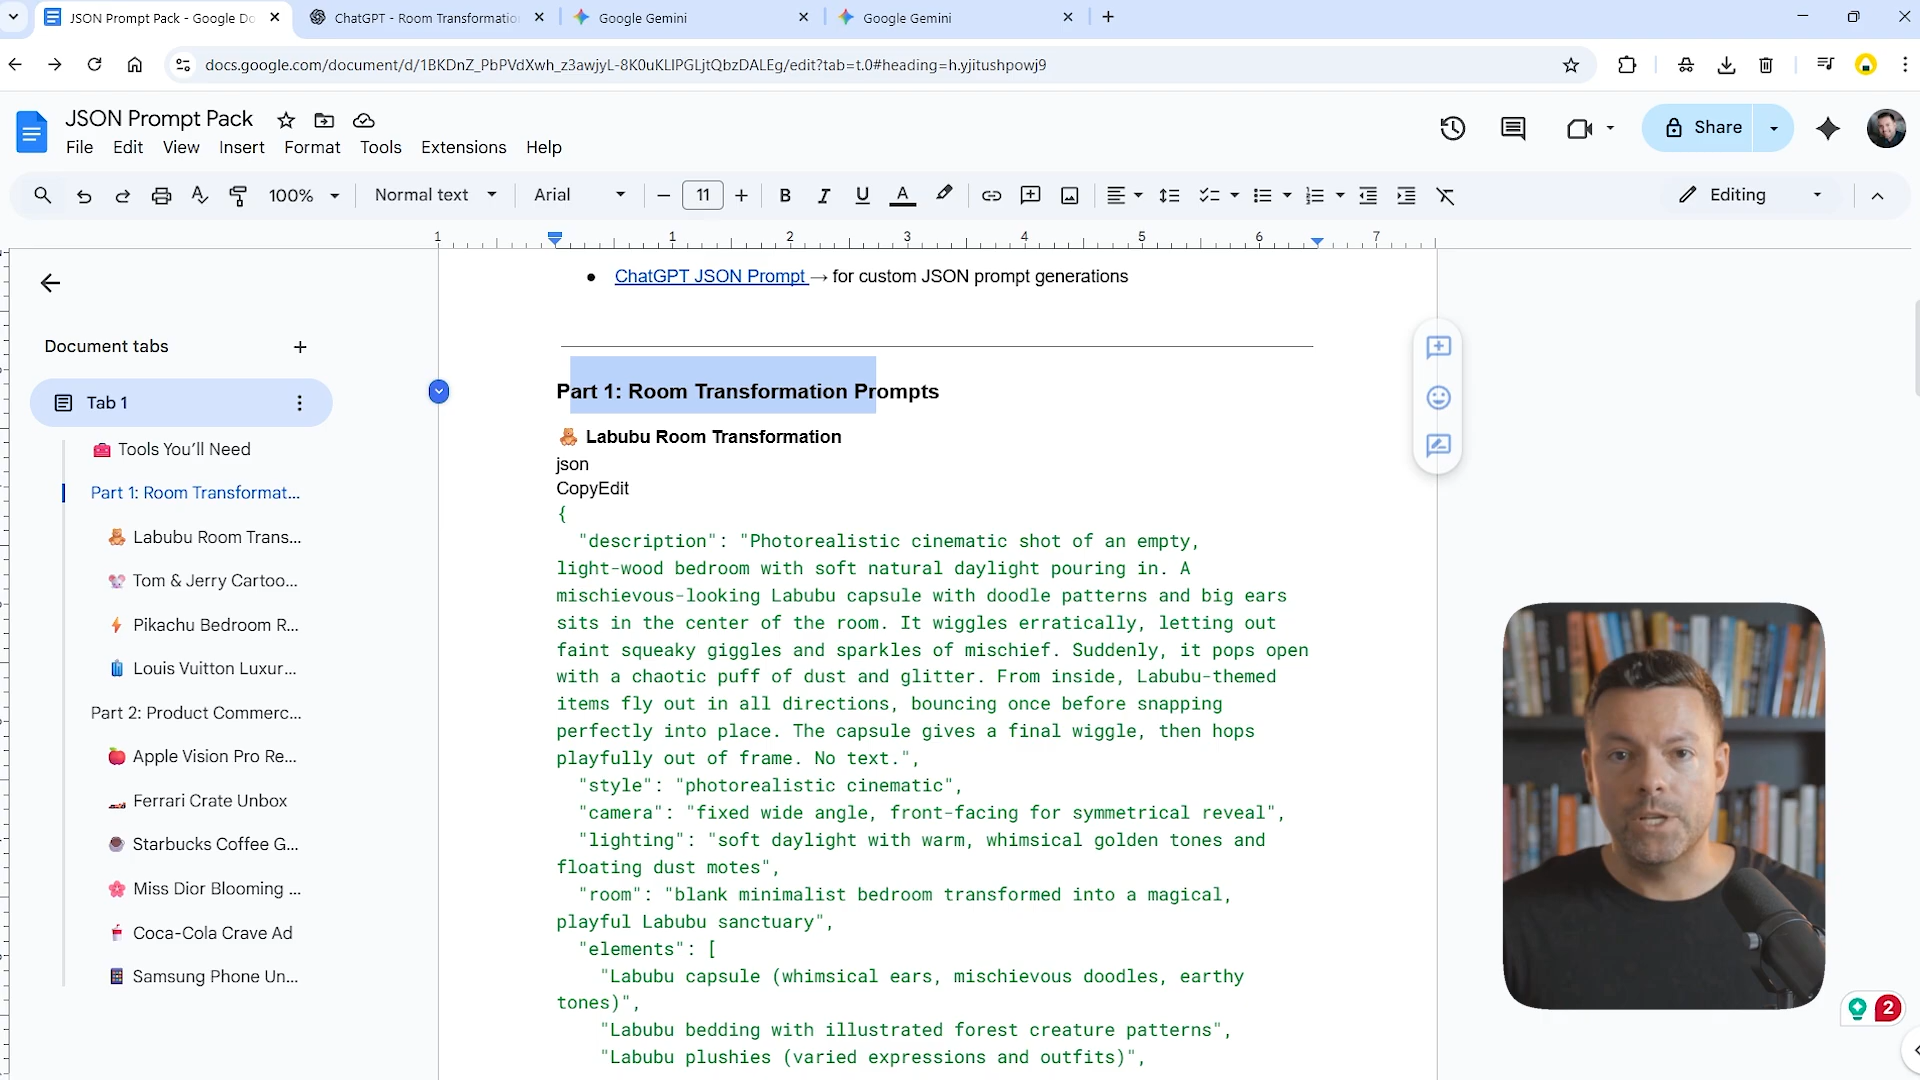 JSON Prompt Pack - Google Do
ChatGPT - Room Transformatio
Google Gemini
Google Gemini
docs.google.com/document/d/1BKDnZ_PbPVdXwh_z3awjyL-8K0uKLlPGLjtQbzDALEg/edit?tab=t.0#heading=h.yjitushpowj9
JSON Prompt Pack
Share
File Edit View Insert Format Tools Extensions Help
100% Normal text Arial 11 Editing
1 1 2 3 4 5 6 7
Document tabs
Tab 1
Tools You'll Need
Part 1: Room Transformat...
Labubu Room Trans...
Tom & Jerry Cartoo...
Pikachu Bedroom R...
Louis Vuitton Luxur...
Part 2: Product Commerc...
Apple Vision Pro Re...
Ferrari Crate Unbox
Starbucks Coffee G...
Miss Dior Blooming ...
Coca-Cola Crave Ad
Samsung Phone Un...
ChatGPT JSON Prompt → for custom JSON prompt generations
Part 1: Room Transformation Prompts
Labubu Room Transformation
json
CopyEdit
{
"description": "Photorealistic cinematic shot of an empty,
light-wood bedroom with soft natural daylight pouring in. A
mischievous-looking Labubu capsule with doodle patterns and big ears
sits in the center of the room. It wiggles erratically, letting out
faint squeaky giggles and sparkles of mischief. Suddenly, it pops open
with a chaotic puff of dust and glitter. From inside, Labubu-themed
items fly out in all directions, bouncing once before snapping
perfectly into place. The capsule gives a final wiggle, then hops
playfully out of frame. No text.",
"style": "photorealistic cinematic",
"camera": "fixed wide angle, front-facing for symmetrical reveal",
"lighting": "soft daylight with warm, whimsical golden tones and
floating dust motes",
"room": "blank minimalist bedroom transformed into a magical,
playful Labubu sanctuary",
"elements": [
"Labubu capsule (whimsical ears, mischievous doodles, earthy
tones)",
"Labubu bedding with illustrated forest creature patterns",
"Labubu plushies (varied expressions and outfits)",
2